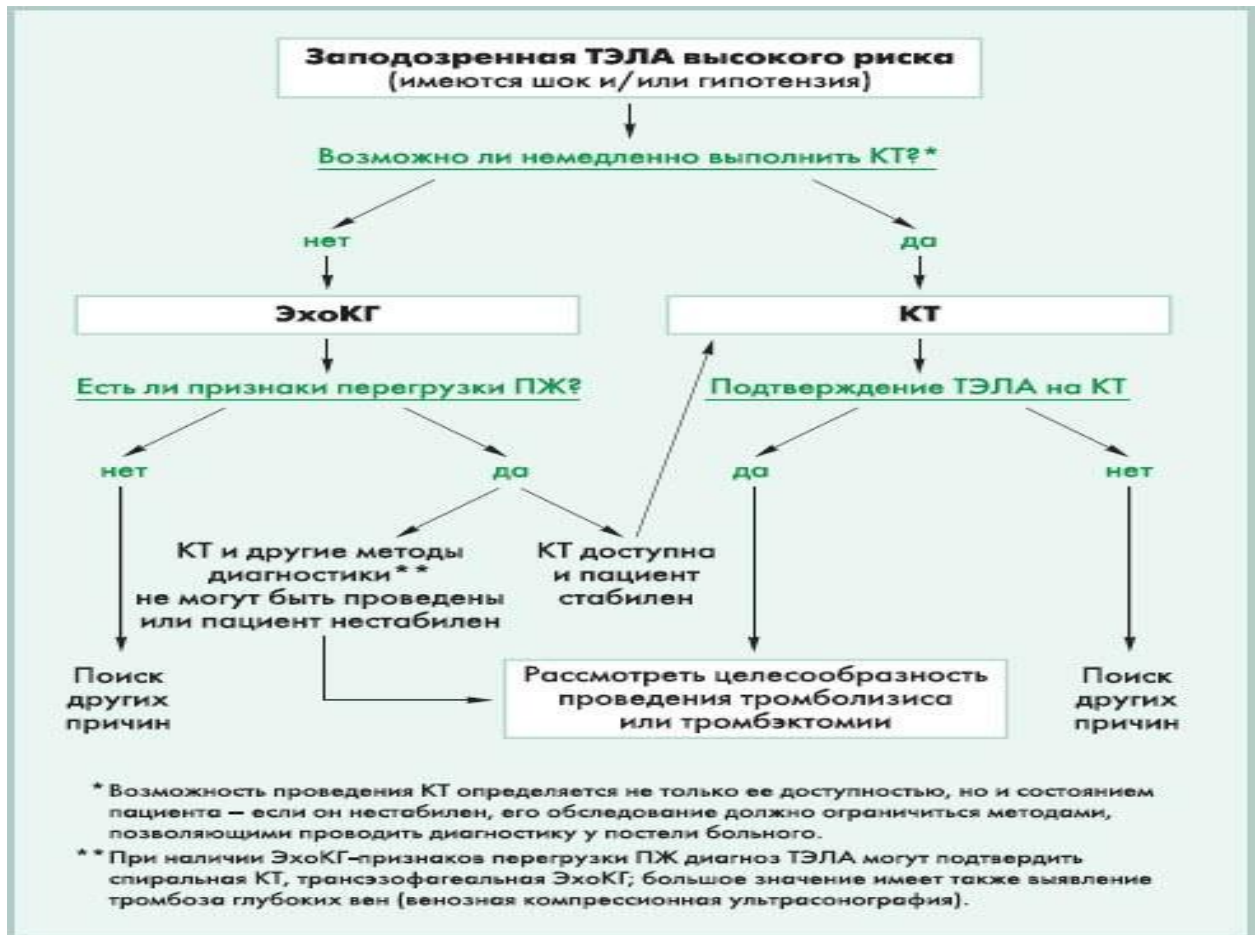 Заподозренная ТЭЛА высокого риска
(имеются шок и/или гипотензия)
Возможно ли немедленно выполнить КТ?*
нет
да
ЭхоКГ
КТ
Есть ли признаки перегрузки ПЖ?
Подтверждение ТЭЛА на КТ
нет
да
да
нет
КТ и другие методы
диагностики**
не могут быть проведены
или пациент нестабилен
КТ доступна
и пациент
стабилен
Поиск
других
причин
Рассмотреть целесообразность
проведения тромболизиса
или тромбэктомии
Поиск
других
причин
* Возможность проведения КТ определяется не только ее доступностью, но и состоянием
пациента – если он нестабилен, его обследование должно ограничиться методами,
позволяющими проводить диагностику у постели больного.
** При наличии ЭхоКГ-признаков перегрузки ПЖ диагноз ТЭЛА могут подтвердить
спиральная КТ, трансэзофагеальная ЭхоКГ; большое значение имеет также выявление
тромбоза глубоких вен (венозная компрессионная ультрасонография).